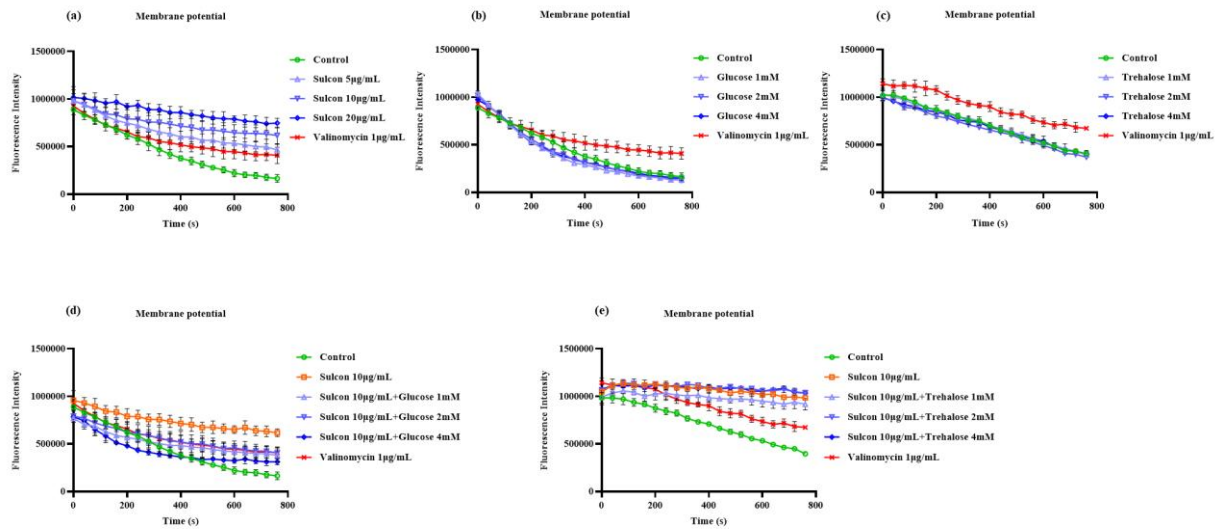 (a)
Membrane potential
Fluorescence Intensity
1500000
1000000
500000
0
0 200 400 600 800
Time (s)
Control
Sulcon 5µg/mL
Sulcon 10µg/mL
Sulcon 20µg/mL
Valinomycin 1µg/mL
(b)
Membrane potential
Fluorescence Intensity
1500000
1000000
500000
0
0 200 400 600 800
Time (s)
Control
Glucose 1mM
Glucose 2mM
Glucose 4mM
Valinomycin 1µg/mL
(c)
Membrane potential
Fluorescence Intensity
1500000
1000000
500000
0
0 200 400 600 800
Time (s)
Control
Trehalose 1mM
Trehalose 2mM
Trehalose 4mM
Valinomycin 1µg/mL
(d)
Membrane potential
Fluorescence Intensity
1500000
1000000
500000
0
0 200 400 600 800
Time (s)
Control
Sulcon 10µg/mL
Sulcon 10µg/mL+Glucose 1mM
Sulcon 10µg/mL+Glucose 2mM
Sulcon 10µg/mL+Glucose 4mM
Valinomycin 1µg/mL
(e)
Membrane potential
Fluorescence Intensity
1500000
1000000
500000
0
0 200 400 600 800
Time (s)
Control
Sulcon 10µg/mL
Sulcon 10µg/mL+Trehalose 1mM
Sulcon 10µg/mL+Trehalose 2mM
Sulcon 10µg/mL+Trehalose 4mM
Valinomycin 1µg/mL